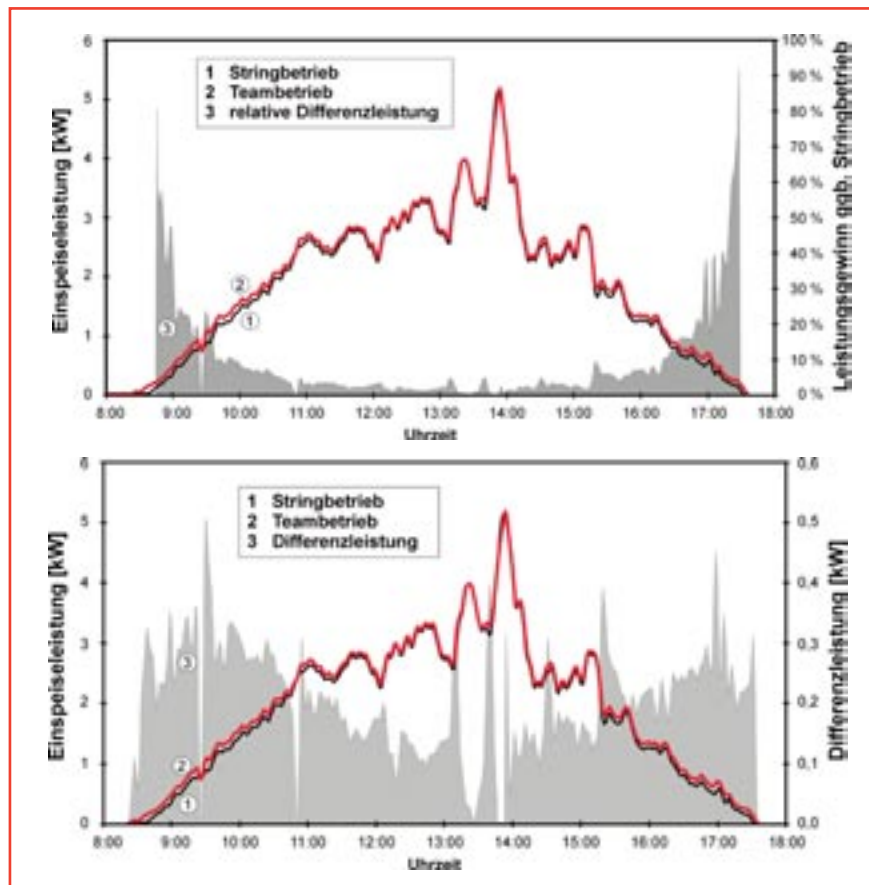 6
5
4
3
2
1
0
Einspeiseleistung [kW]
1 Stringbetrieb
2 Teambetrieb
3 relative Differenzleistung
2
1
3
100 %
90 %
80 %
70 %
60 %
50 %
40 %
30 %
20 %
10 %
0 %
Leistungsgewinn ggb. Stringbetrieb
8:00 9:00 10:00 11:00 12:00 13:00 14:00 15:00 16:00 17:00 18:00
Uhrzeit
6
5
4
3
2
1
0
Einspeiseleistung [kW]
1 Stringbetrieb
2 Teambetrieb
3 Differenzleistung
3
2
1
0,6
0,5
0,4
0,3
0,2
0,1
0,0
Differenzleistung [kW]
8:00 9:00 10:00 11:00 12:00 13:00 14:00 15:00 16:00 17:00 18:00
Uhrzeit